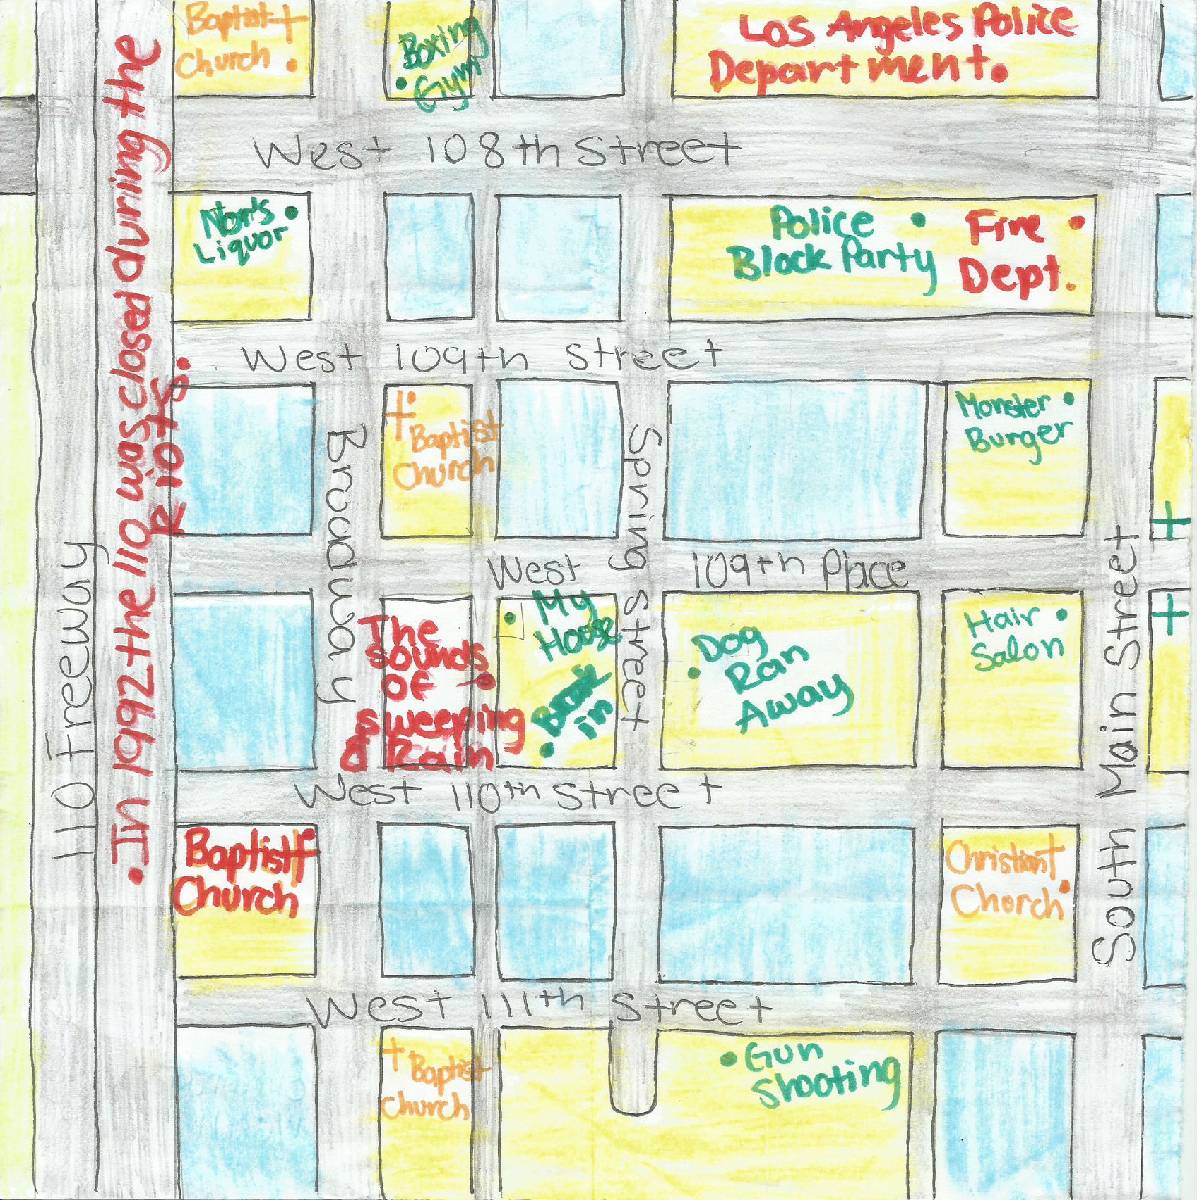 Baptist
Church
Boxing
Gym
Los Angeles Police
Department.
West 108th Street
Nom's
Liquor
Police
Block Party
Fire
Dept.
West 109th Street
Baptist
Church
Monster
Burger
Broadway
Spring Street
West 109th Place
The
sounds
of
sweeping
& Rain
My
House
Break
in
Dog
Ran
Away
Hair
Salon
110 Freeway
In 1992 the 110 was closed during the
Riots.
South Main Street
West 110th Street
Baptist
Church
Christian
Church
West 111th Street
Baptist
Church
Gun
Shooting